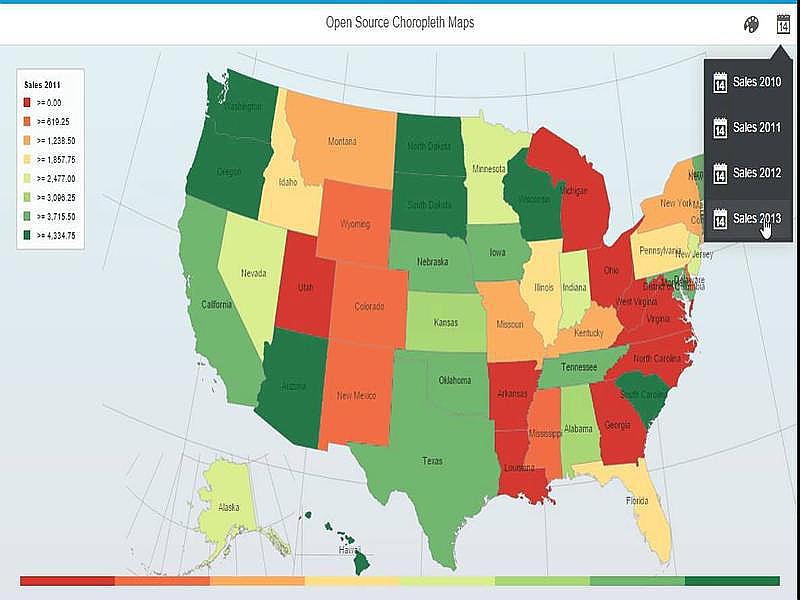 Open Source Choropleth Maps
14
14 Sales 2010
14 Sales 2011
14 Sales 2012
14 Sales 2013
Sales 2011
>= 0.00
>= 619.25
>= 1,238.50
>= 1,857.75
>= 2,477.00
>= 3,096.25
>= 3,715.50
>= 4,334.75
Washington
Montana
North Dakota
Minnesota
Oregon
Idaho
South Dakota
Wisconsin
Michigan
New York
Wyoming
Iowa
Pennsylvania
New Jersey
Nebraska
Nevada
Utah
Illinois
Indiana
Ohio
Delaware
District of Columbia
California
Colorado
Kansas
Missouri
West Virginia
Virginia
Kentucky
North Carolina
Tennessee
Arizona
New Mexico
Oklahoma
Arkansas
South Carolina
Mississippi
Alabama
Georgia
Texas
Louisiana
Florida
Alaska
Hawaii